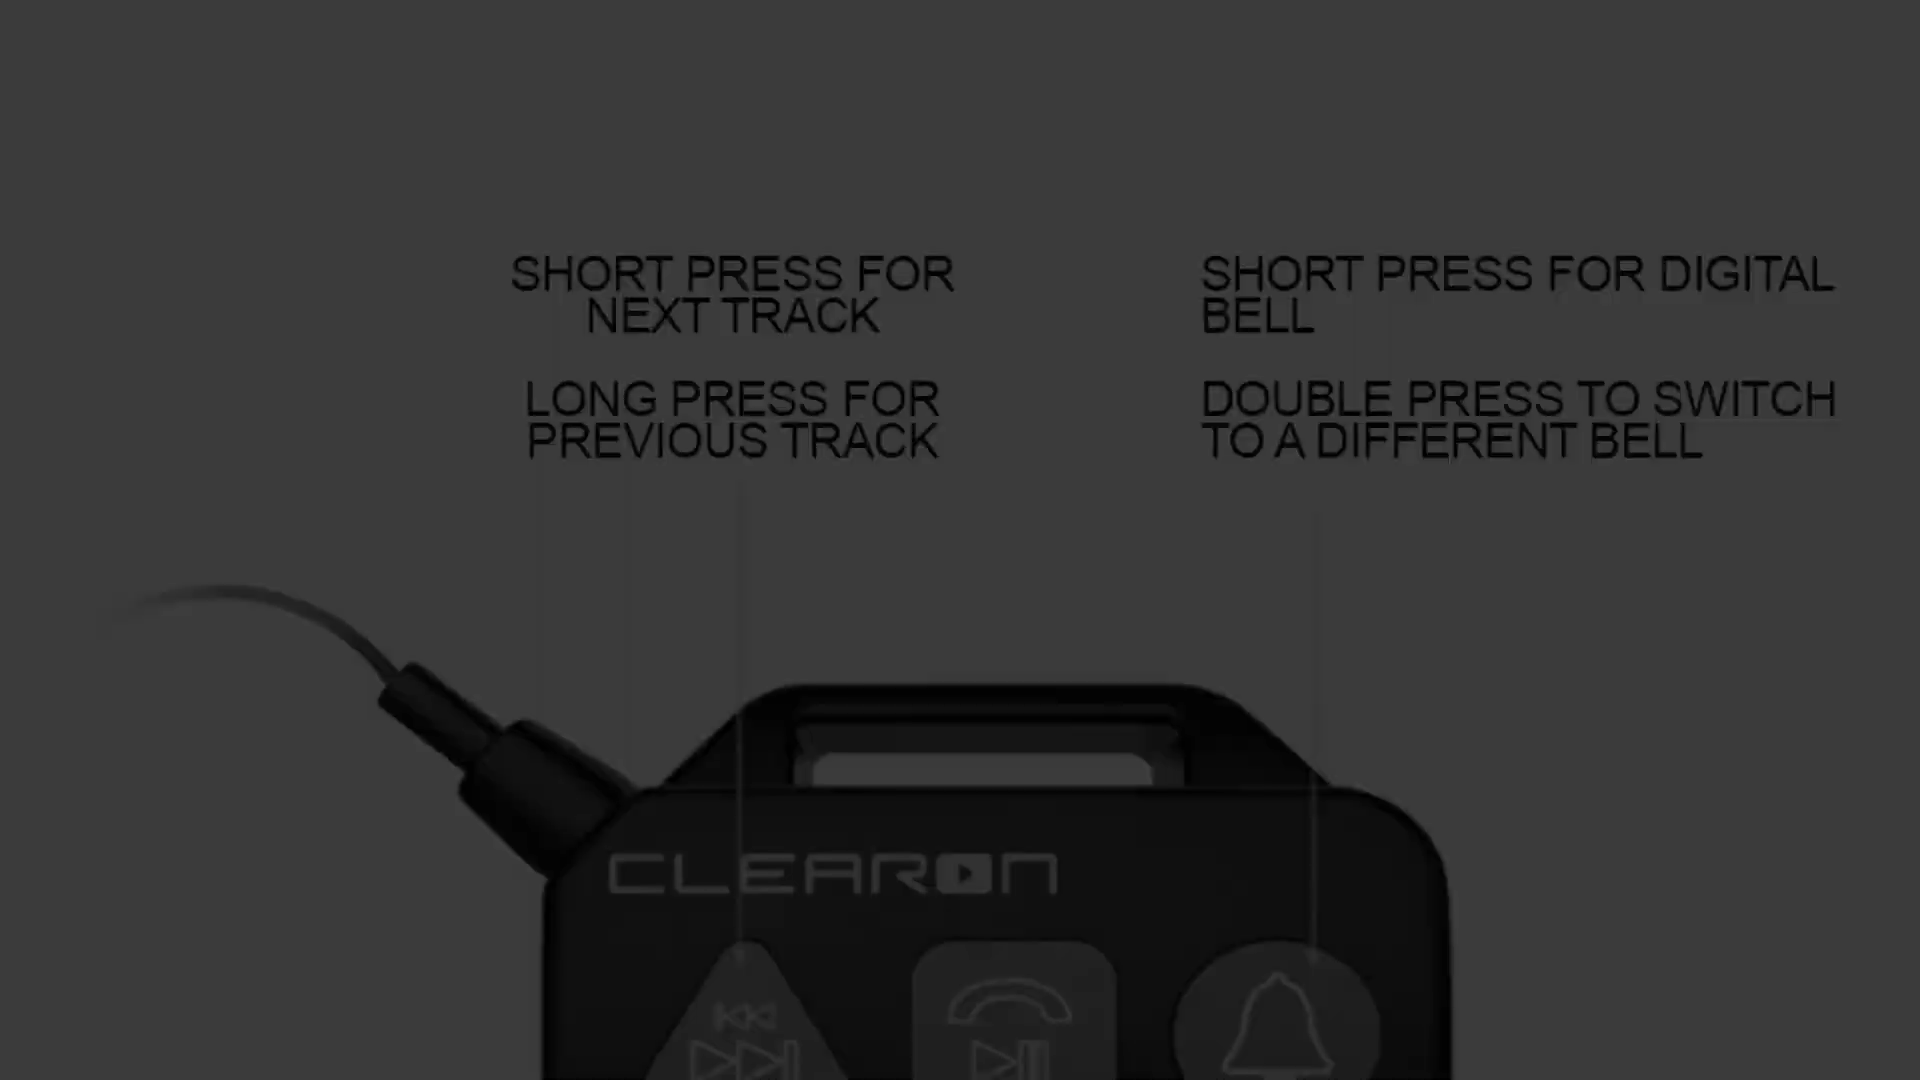 SHORT PRESS FOR
NEXT TRACK
LONG PRESS FOR
PREVIOUS TRACK
SHORT PRESS FOR DIGITAL
BELL
DOUBLE PRESS TO SWITCH
TO A DIFFERENT BELL
CLEARON